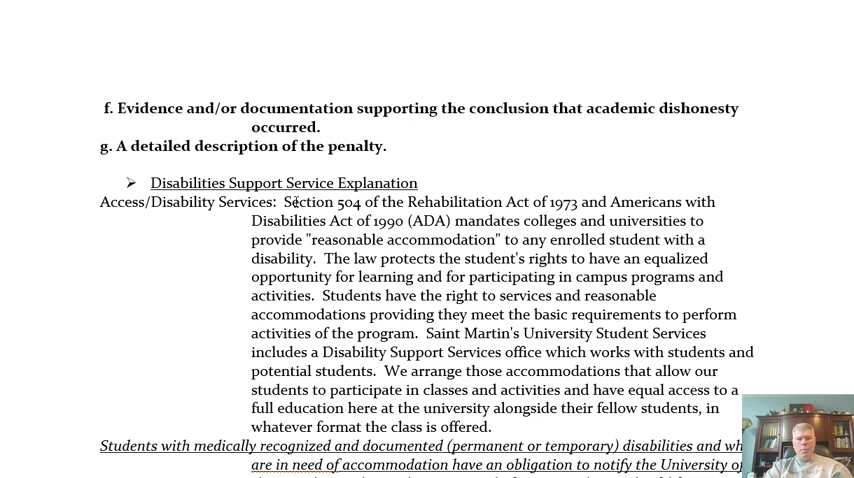 f. Evidence and/or documentation supporting the conclusion that academic dishonesty
occurred.
g. A detailed description of the penalty.
➢ Disabilities Support Service Explanation
Access/Disability Services:  Section 504 of the Rehabilitation Act of 1973 and Americans with
Disabilities Act of 1990 (ADA) mandates colleges and universities to
provide "reasonable accommodation" to any enrolled student with a
disability.  The law protects the student's rights to have an equalized
opportunity for learning and for participating in campus programs and
activities.  Students have the right to services and reasonable
accommodations providing they meet the basic requirements to perform
activities of the program.  Saint Martin's University Student Services
includes a Disability Support Services office which works with students and
potential students.  We arrange those accommodations that allow our
students to participate in classes and activities and have equal access to a
full education here at the university alongside their fellow students, in
whatever format the class is offered.
Students with medically recognized and documented (permanent or temporary) disabilities and
are in need of accommodation have an obligation to notify the University of